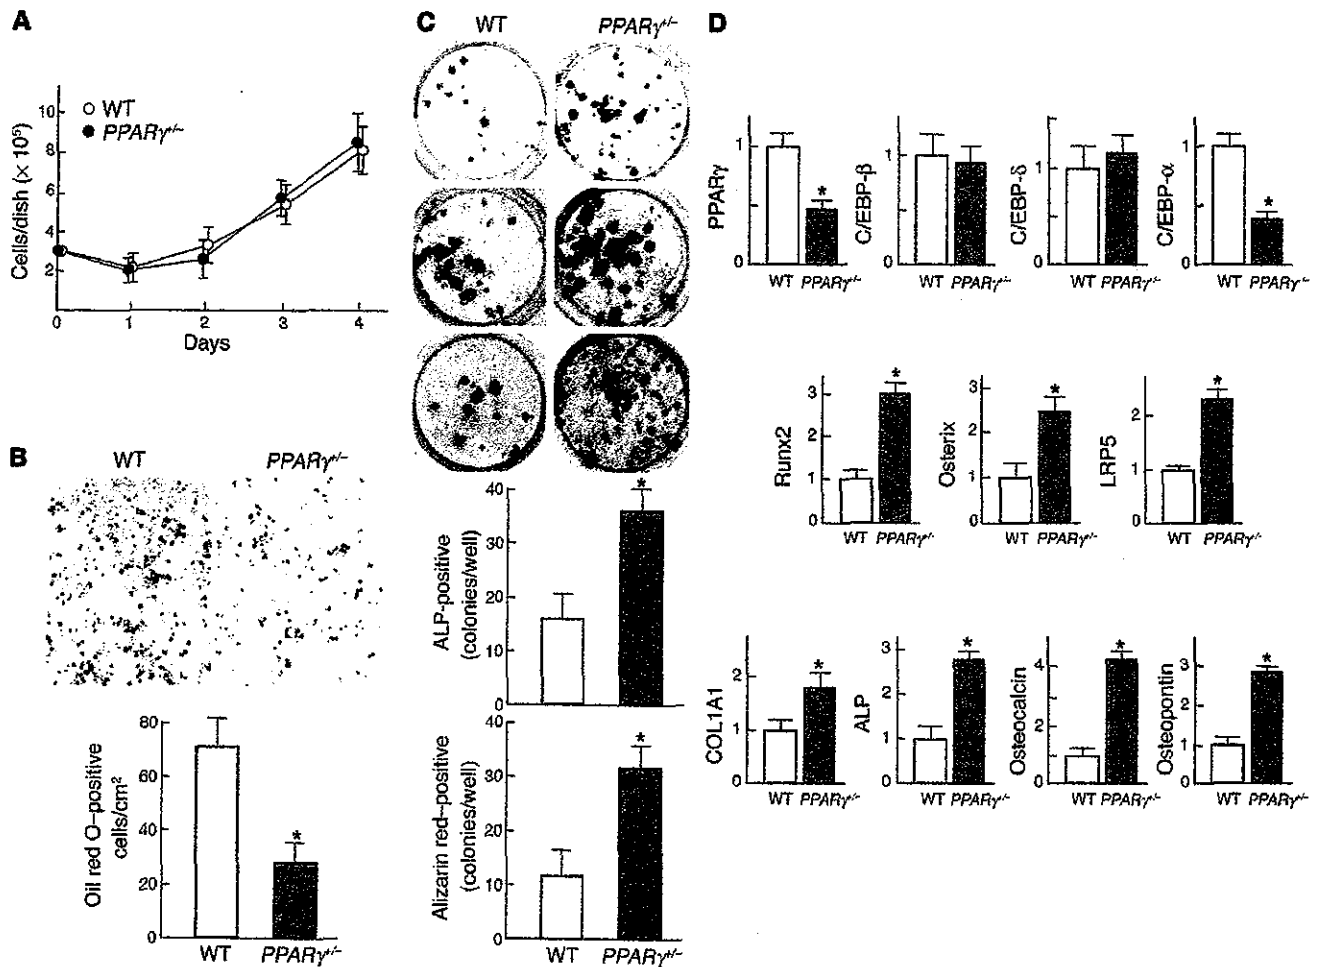 A
WT
PPARγ+/–
Cells/dish (× 10⁵)
10
8
6
4
2
0
1
2
3
4
Days
B
WT
PPARγ+/–
Oil red O–positive
cells/cm²
80
60
40
20
0
*
WT
PPARγ+/–
C
WT
PPARγ+/–
ALP-positive
(colonies/well)
40
30
20
10
0
*
Alizarin red–positive
(colonies/well)
40
30
20
10
0
*
WT
PPARγ+/–
D
PPARγ
1
0
*
WT PPARγ+/–
C/EBP-β
1
0
WT PPARγ+/–
C/EBP-δ
1
0
WT PPARγ+/–
C/EBP-α
1
0
*
WT PPARγ+/–
Runx2
3
2
1
0
*
WT PPARγ+/–
Osterix
3
2
1
0
*
WT PPARγ+/–
LRP5
2
1
0
*
WT PPARγ+/–
COL1A1
2
1
0
*
WT PPARγ+/–
ALP
3
2
1
0
*
WT PPARγ+/–
Osteocalcin
4
2
1
0
*
WT PPARγ+/–
Osteopontin
3
2
1
0
*
WT PPARγ+/–